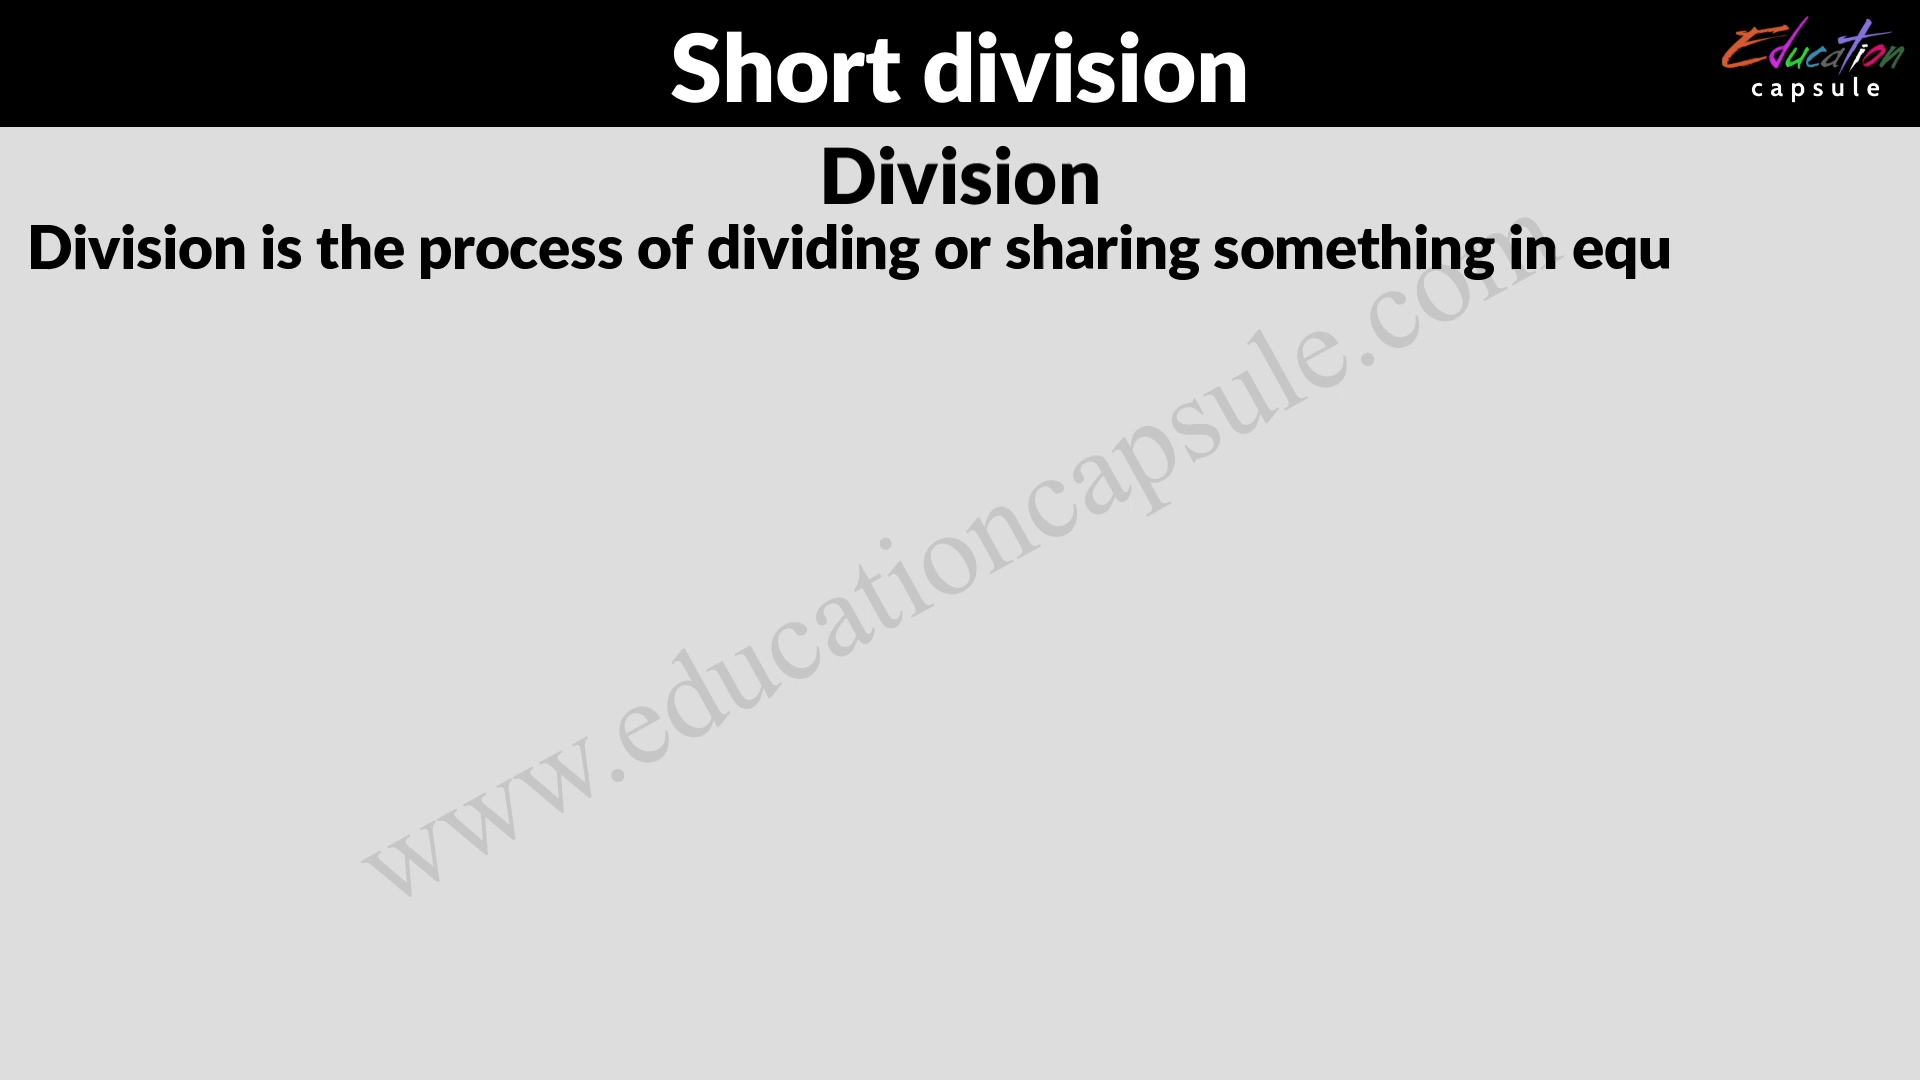 Short division
Education
capsule
Division
Division is the process of dividing or sharing something in equ
www.educationcapsule.com